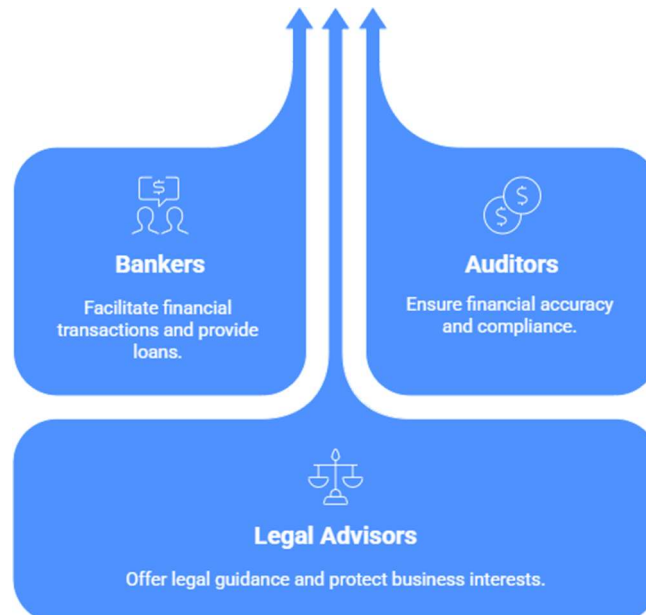 $
Bankers
Facilitate financial
transactions and provide
loans.
$
$
Auditors
Ensure financial accuracy
and compliance.
Legal Advisors
Offer legal guidance and protect business interests.